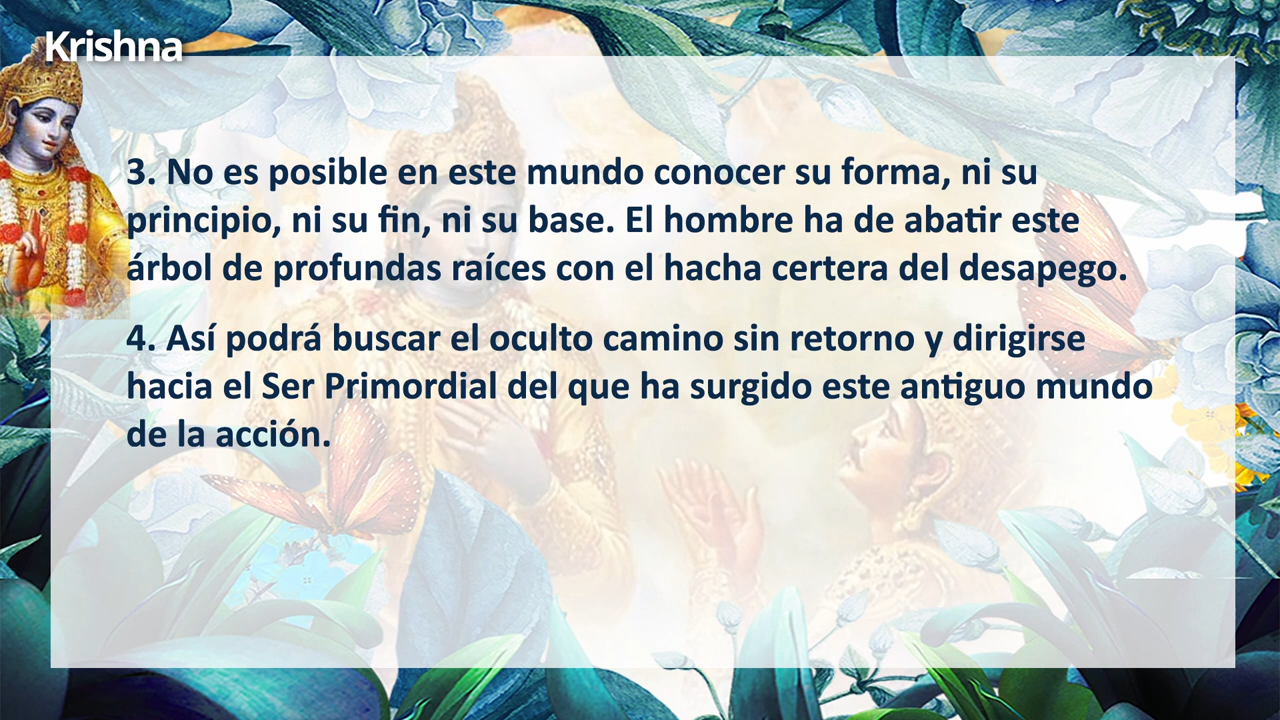 Krishna
3. No es posible en este mundo conocer su forma, ni su
principio, ni su fin, ni su base. El hombre ha de abatir este
árbol de profundas raíces con el hacha certera del desapego.
4. Así podrá buscar el oculto camino sin retorno y dirigirse
hacia el Ser Primordial del que ha surgido este antiguo mundo
de la acción.